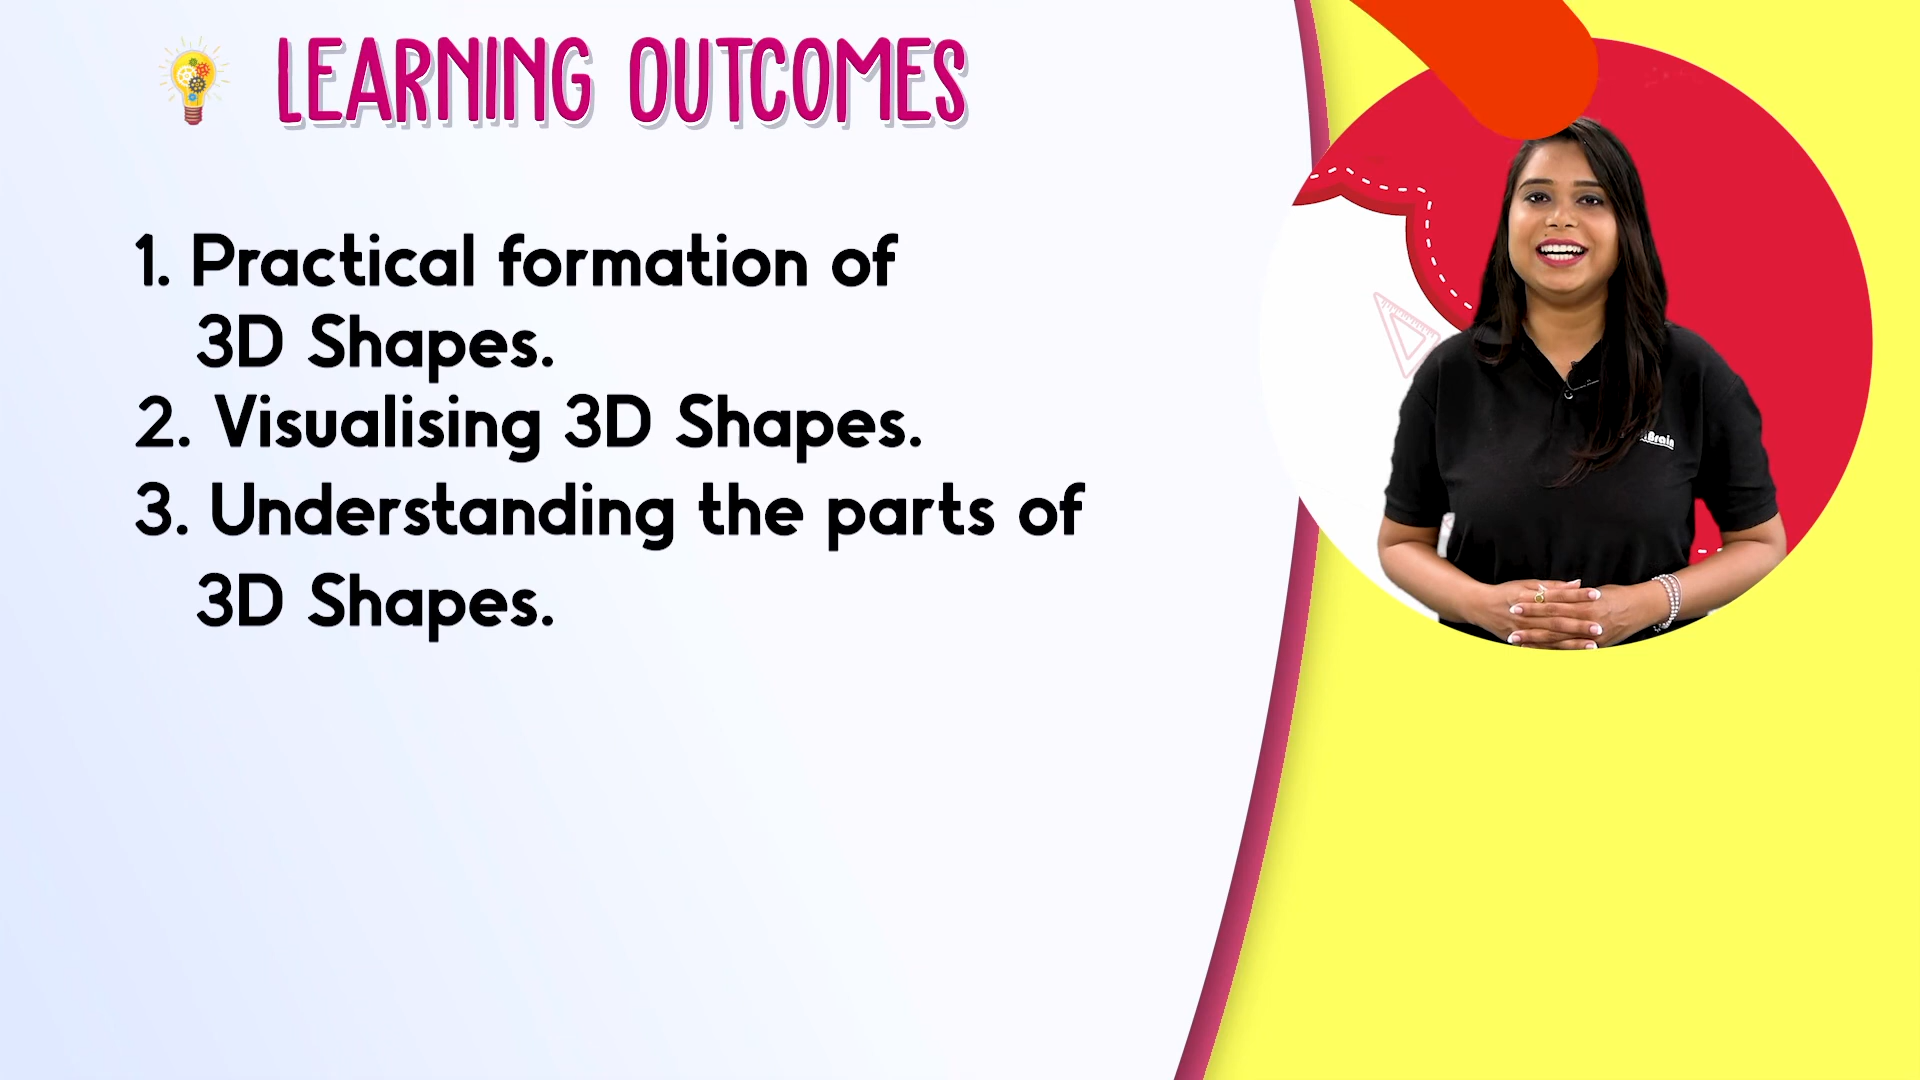 LEARNING OUTCOMES
1. Practical formation of
3D Shapes.
2. Visualising 3D Shapes.
3. Understanding the parts of
3D Shapes.
Brain